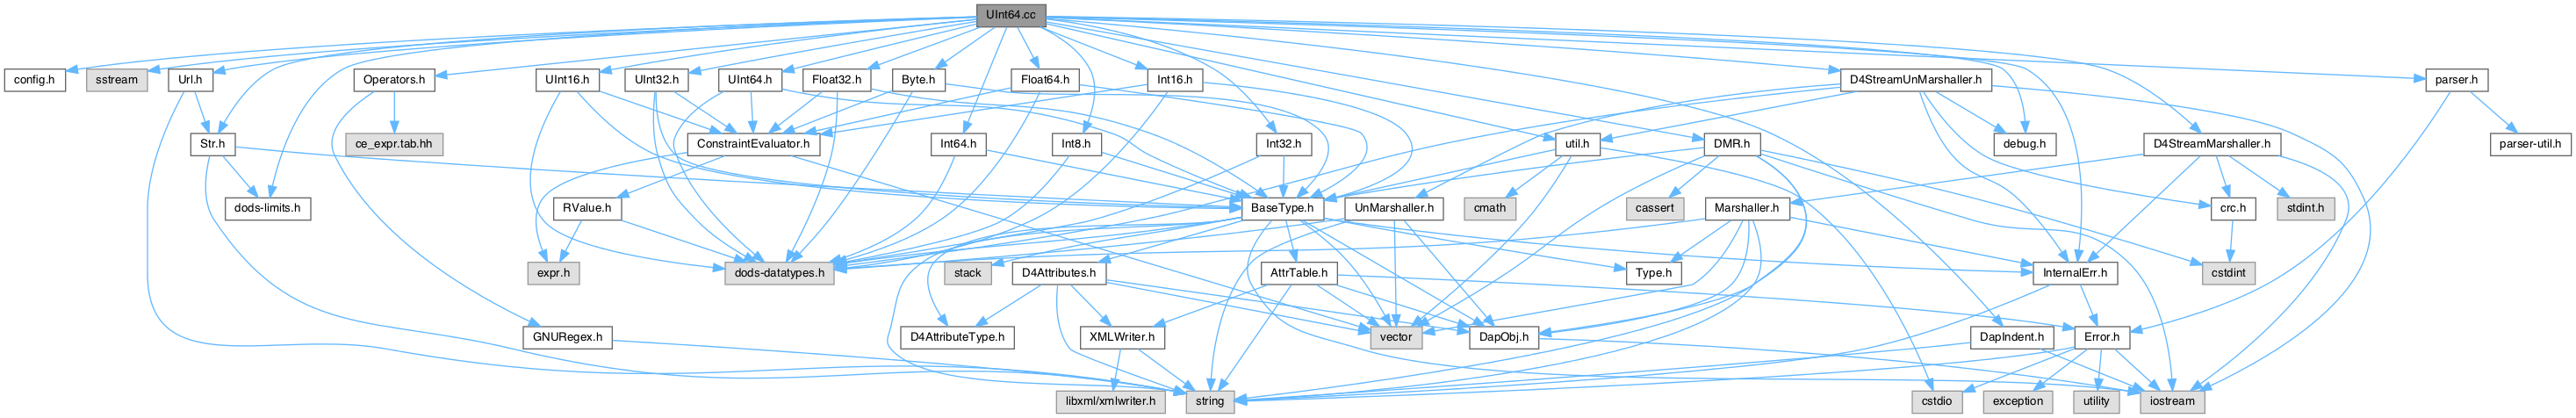 UInt64.cc
config.h
sstream
Url.h
Operators.h
UInt16.h
UInt32.h
UInt64.h
Float32.h
Byte.h
Float64.h
Int16.h
D4StreamUnMarshaller.h
parser.h
Str.h
ce_expr.tab.hh
ConstraintEvaluator.h
Int64.h
Int8.h
Int32.h
util.h
DMR.h
debug.h
D4StreamMarshaller.h
parser-util.h
dods-limits.h
RValue.h
BaseType.h
UnMarshaller.h
cmath
cassert
Marshaller.h
crc.h
stdint.h
expr.h
dods-datatypes.h
stack
D4Attributes.h
AttrTable.h
Type.h
InternalErr.h
cstdint
GNURegex.h
D4AttributeType.h
XMLWriter.h
vector
DapObj.h
DapIndent.h
Error.h
libxml/xmlwriter.h
string
cstdio
exception
utility
iostream